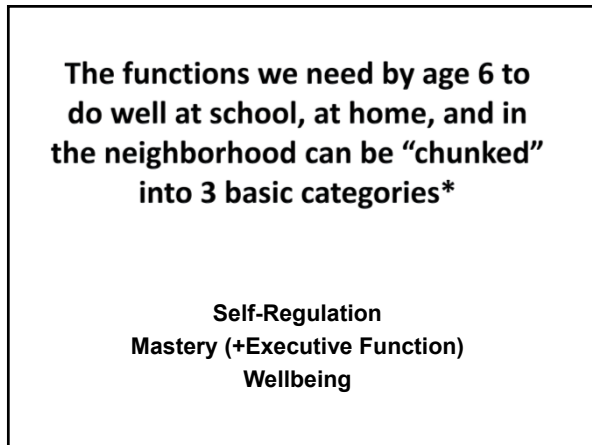 The functions we need by age 6 to
do well at school, at home, and in
the neighborhood can be “chunked”
into 3 basic categories*
Self-Regulation
Mastery (+Executive Function)
Wellbeing